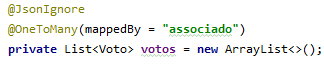 @JsonIgnore
@OneToMany(mappedBy = "associado")
private List<Voto> votos = new ArrayList<>();